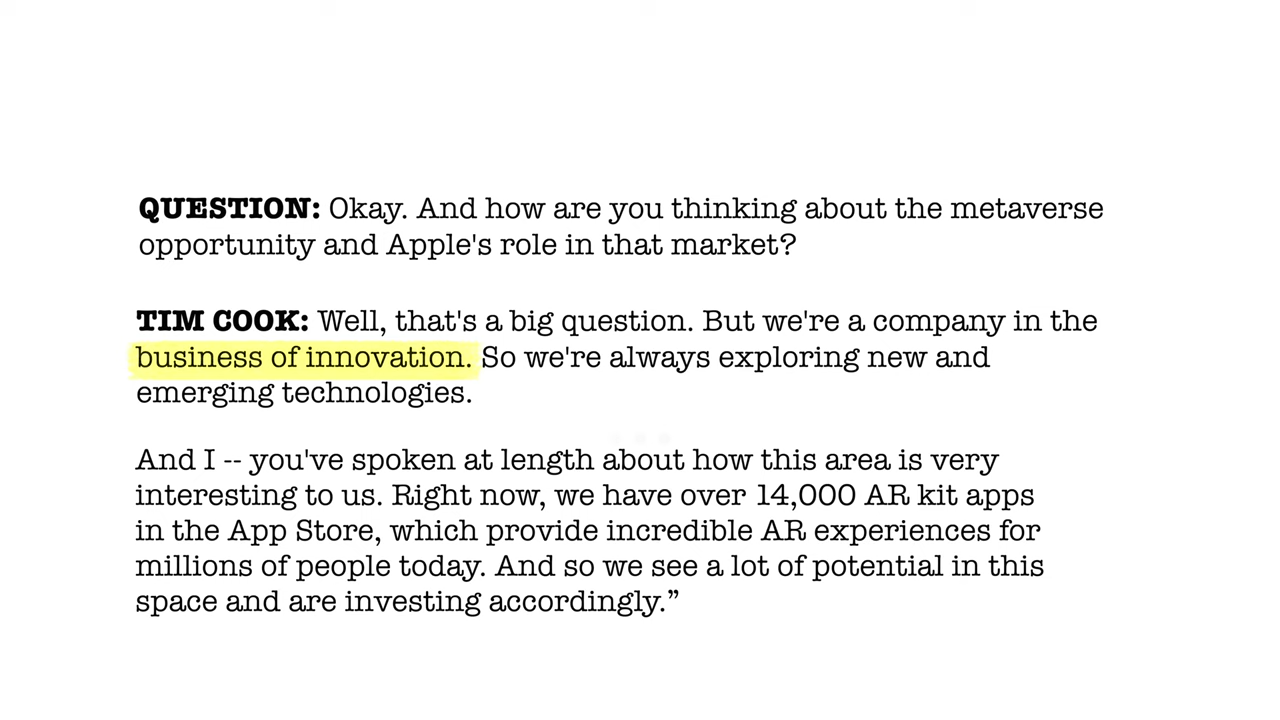 QUESTION: Okay. And how are you thinking about the metaverse
opportunity and Apple's role in that market?
TIM COOK: Well, that's a big question. But we're a company in the
business of innovation. So we're always exploring new and
emerging technologies.
And I -- you've spoken at length about how this area is very
interesting to us. Right now, we have over 14,000 AR kit apps
in the App Store, which provide incredible AR experiences for
millions of people today. And so we see a lot of potential in this
space and are investing accordingly.”